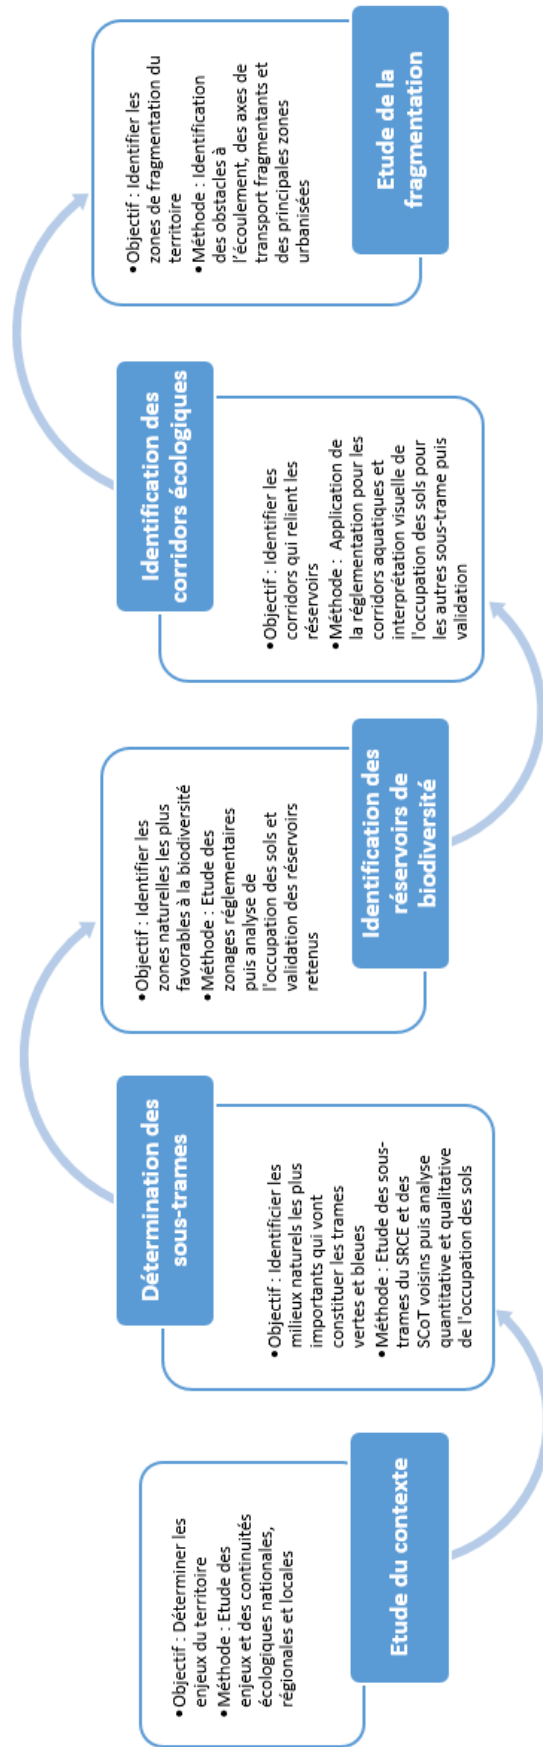 •Objectif : Déterminer les
enjeux du territoire
•Méthode : Etude des
enjeux et des continuités
écologiques nationales,
régionales et locales
Etude du contexte
Détermination des
sous-trames
•Objectif : Identificier les
milieux naturels les plus
importants qui vont
constituer les trames
vertes et bleues
•Méthode : Etude des sous-
trames du SRCE et des
SCoT voisins puis analyse
quantitative et qualitative
de l'occupation des sols
•Objectif : Identifier les
zones naturelles les plus
favorables à la biodiversité
•Méthode : Etude des
zonages réglementaires
puis analyse de
l'occupation des sols et
validation des réservoirs
retenus
Identification des
réservoirs de
biodiversité
Identification des
corridors écologiques
•Objectif : Identifier les
corridors qui relient les
réservoirs
•Méthode : Application de
la réglementation pour les
corridors aquatiques et
interprétation visuelle de
l'occupation des sols pour
les autres sous-trame puis
validation
•Objectif : Identifier les
zones de fragmentation du
territoire
•Méthode : Identification
des obstacles à
l'écoulement, des axes de
transport fragmentants et
des principales zones
urbanisées
Etude de la
fragmentation